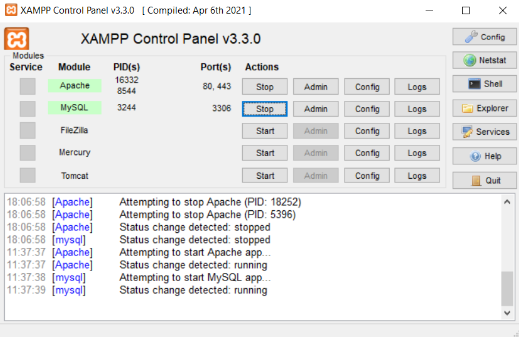 XAMPP Control Panel v3.3.0 [ Compiled: Apr 6th 2021 ]
XAMPP Control Panel v3.3.0
Config
Modules
Service Module PID(s) Port(s) Actions
Netstat
Apache 16332 8544 80, 443 Stop Admin Config Logs
Shell
MySQL 3244 3306 Stop Admin Config Logs
Explorer
FileZilla Start Admin Config Logs
Services
Mercury Start Admin Config Logs
Help
Tomcat Start Admin Config Logs
Quit
18:06:58 [Apache] Attempting to stop Apache (PID: 18252)
18:06:58 [Apache] Attempting to stop Apache (PID: 5396)
18:06:58 [Apache] Status change detected: stopped
18:06:58 [mysql] Status change detected: stopped
11:37:37 [Apache] Attempting to start Apache app...
11:37:37 [Apache] Status change detected: running
11:37:38 [mysql] Attempting to start MySQL app...
11:37:39 [mysql] Status change detected: running